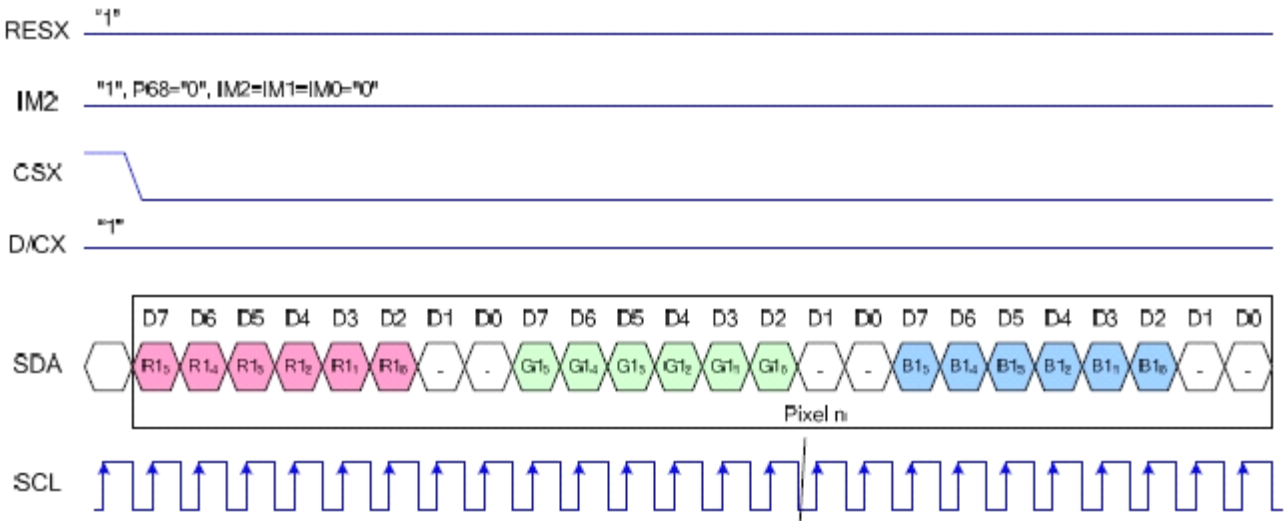 RESX "1"
IM2 "1", P68="0", IM2=IM1=IM0="0"
CSX
D/CX "1"
D7 D6 D5 D4 D3 D2 D1 D0 D7 D6 D5 D4 D3 D2 D1 D0 D7 D6 D5 D4 D3 D2 D1 D0
SDA R1₅ R1₄ R1₃ R1₂ R1₁ R1₀ - - G1₅ G1₄ G1₃ G1₂ G1₁ G1₀ - - B1₅ B1₄ B1₃ B1₂ B1₁ B1₀ - -
Pixel n
SCL